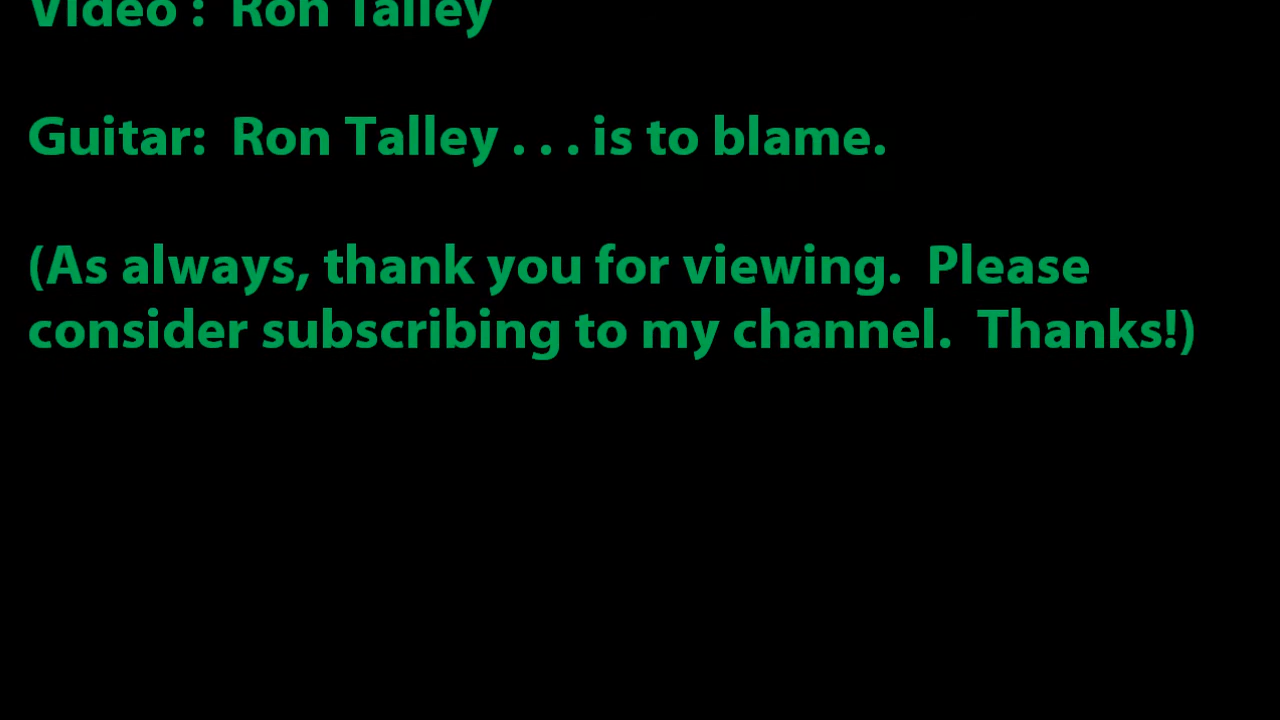 Video :  Ron Talley
Guitar:  Ron Talley . . . is to blame.
(As always, thank you for viewing.  Please
consider subscribing to my channel.  Thanks!)